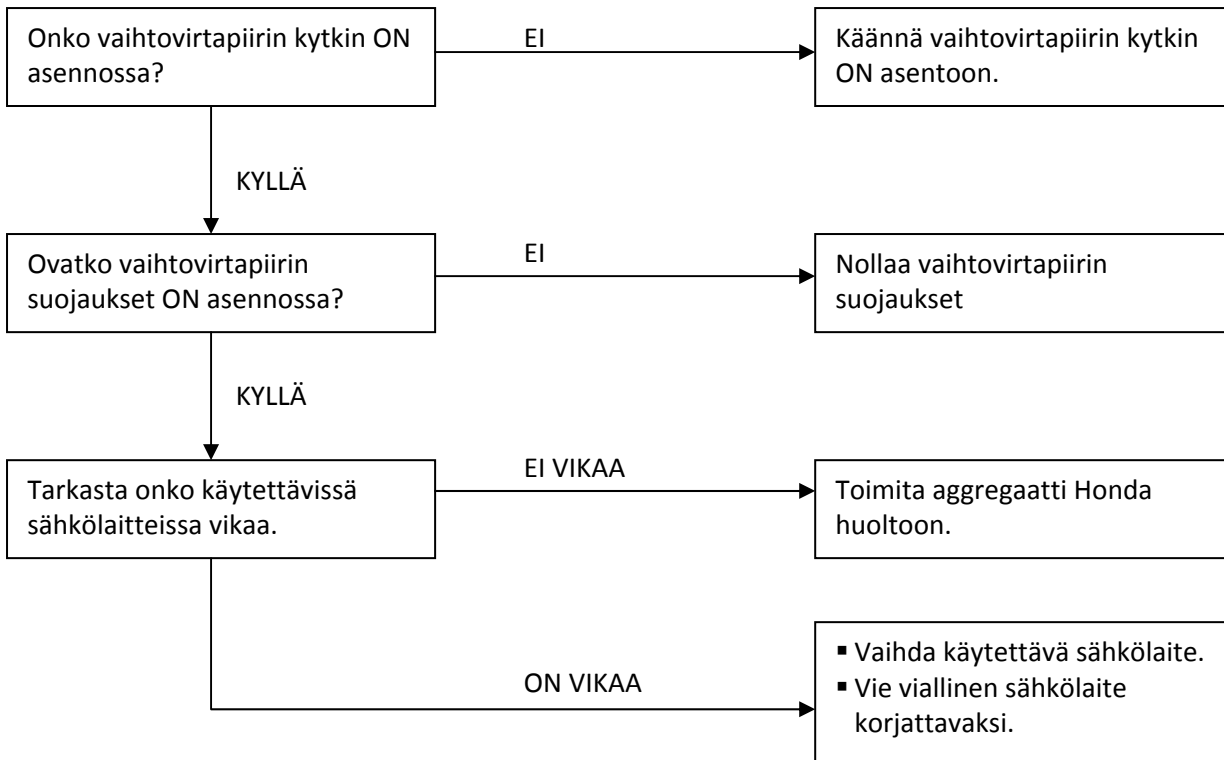 Onko vaihtovirtapiirin kytkin ON
asennossa?
EI
Käännä vaihtovirtapiirin kytkin
ON asentoon.
KYLLÄ
Ovatko vaihtovirtapiirin
suojaukset ON asennossa?
EI
Nollaa vaihtovirtapiirin
suojaukset
KYLLÄ
Tarkasta onko käytettävissä
sähkölaitteissa vikaa.
EI VIKAA
Toimita aggregaatti Honda
huoltoon.
ON VIKAA
▪ Vaihda käytettävä sähkölaite.
▪ Vie viallinen sähkölaite
korjattavaksi.